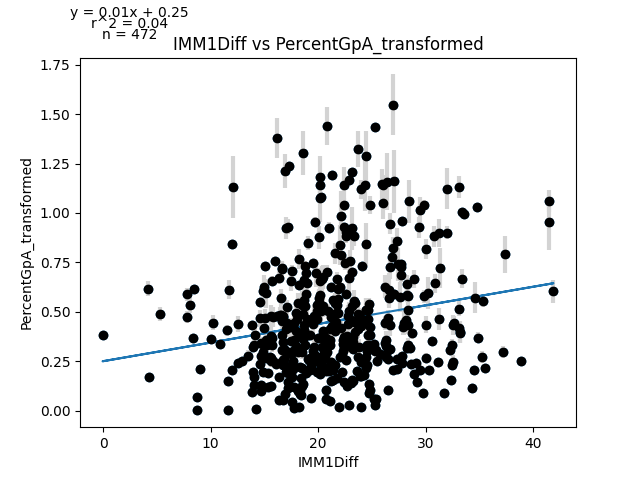 y = 0.01x + 0.25
r^2 = 0.04
n = 472
IMM1Diff vs PercentGpA_transformed
1.75
1.50
1.25
1.00
0.75
0.50
0.25
0.00
PercentGpA_transformed
0 10 20 30 40
IMM1Diff